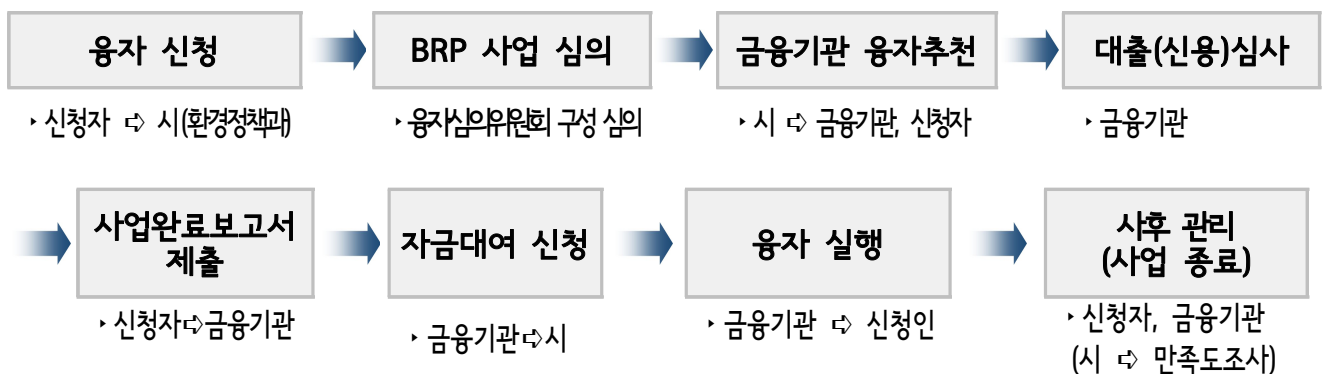 융자 신청
BRP 사업 심의
금융기관 융자추천
대출(신용)심사
‣신청자 ➪ 시(환경정책과)
‣융자심의위원회 구성 심의
‣시 ➪ 금융기관, 신청자
‣금융기관
사업완료보고서
제출
자금대여 신청
융자 실행
사후 관리
(사업 종료)
‣신청자➪금융기관
‣금융기관➪시
‣금융기관 ➪ 신청인
‣신청자, 금융기관
(시 ➪ 만족도조사)